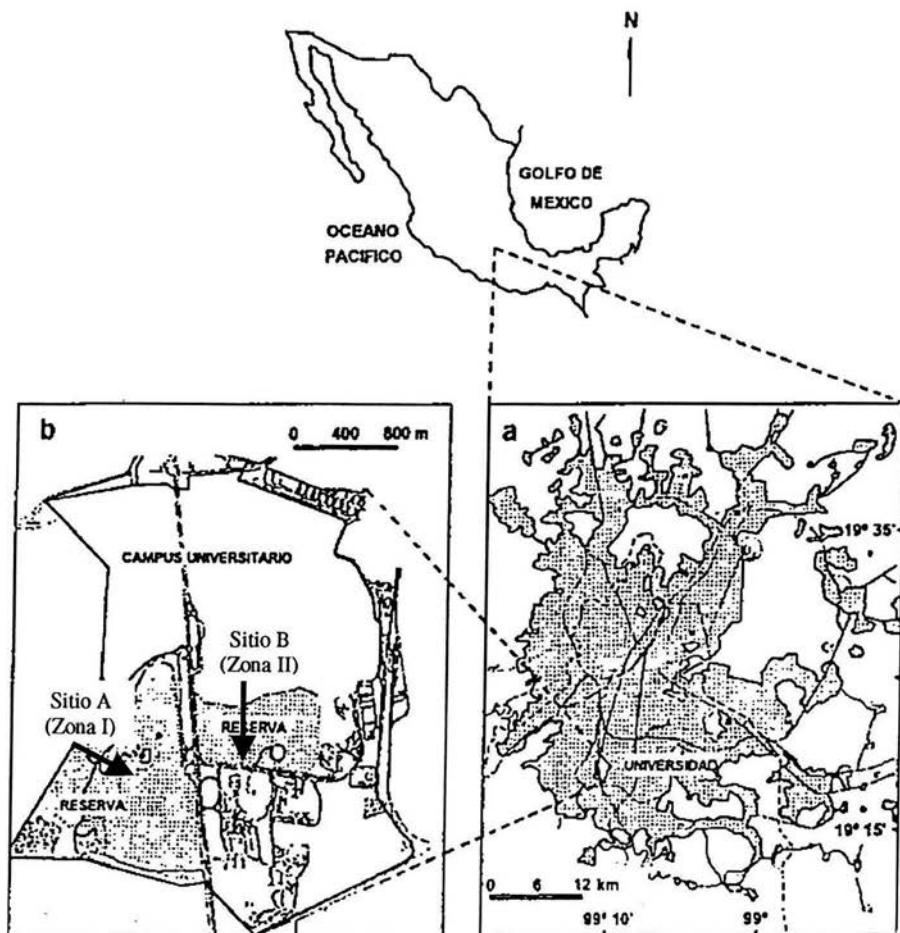 N
GOLFO DE
MEXICO
OCEANO
PACIFICO
b
0 400 800 m
CAMPUS UNIVERSITARIO
Sitio B
(Zona II)
Sitio A
(Zona I)
RESERVA
RESERVA
a
19° 35'
UNIVERSIDAD
19° 15'
0 6 12 km
99° 10'
99°